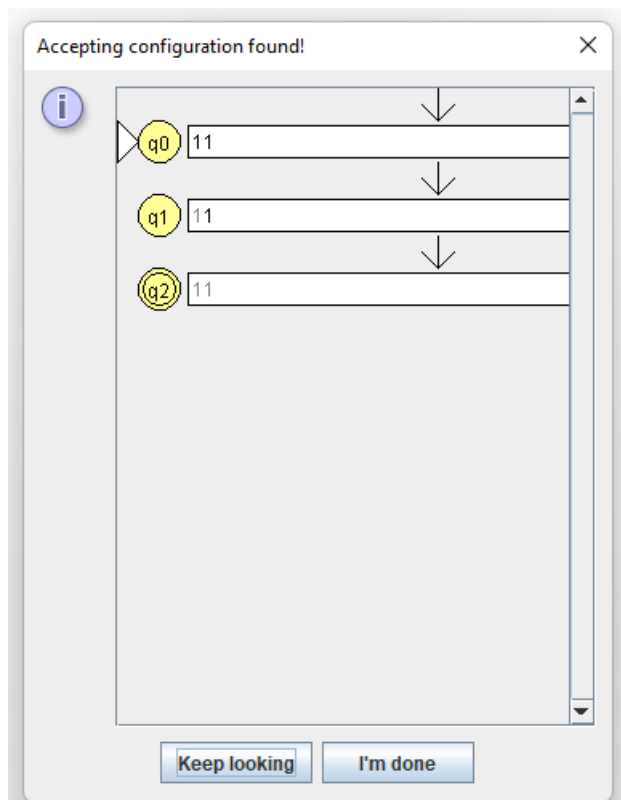 Accepting configuration found!
i
q0 11
q1 11
q2 11
Keep looking I'm done